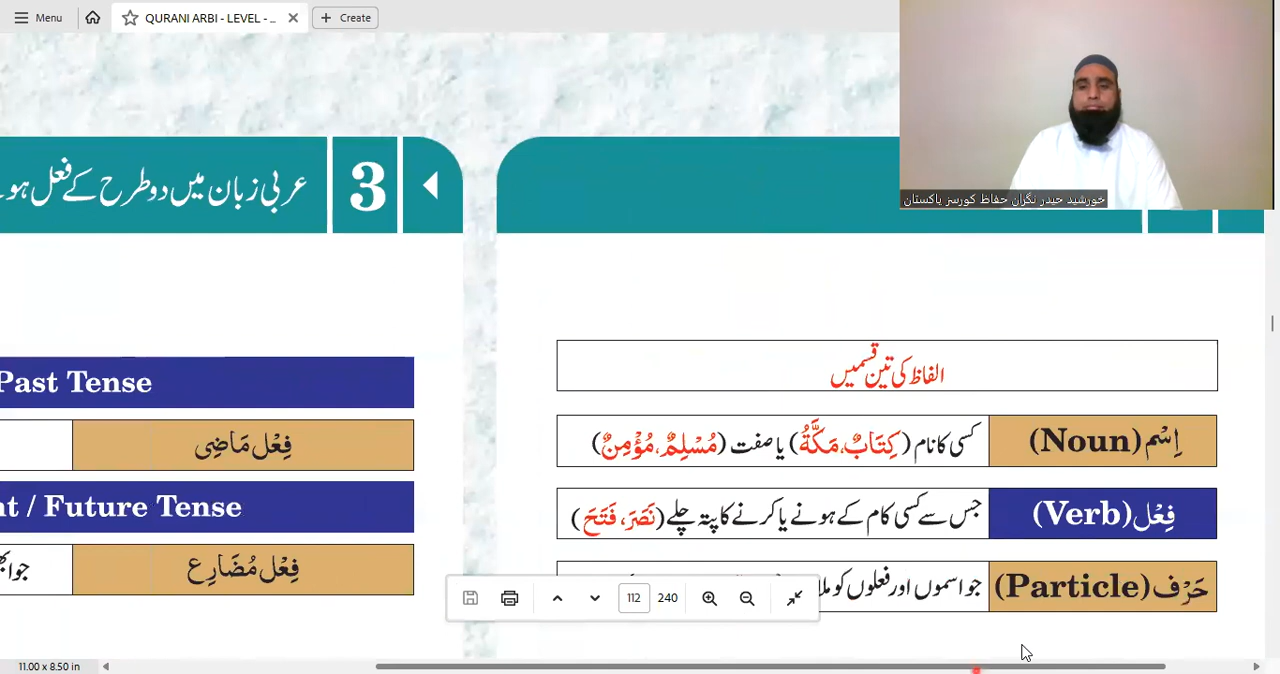 Menu
QURANI ARBI - LEVEL - ...
Create
خورشید حیدر نگران حفاظ کورسز پاکستان
3
عربی زبان میں دو طرح کے فعل ہو
الفاظ کی تین قسمیں
اِسْم (Noun)
کسی کا نام (كِتَابٌ، مَكَّةُ) یا صفت (مُسْلِمٌ، مُؤْمِنٌ)
فِعْل (Verb)
جس سے کسی کام کے ہونے یا کرنے کا پتہ چلے (نَصَرَ، فَتَحَ)
حَرْف (Particle)
جو اسموں اور فعلوں کو
Past Tense
فِعْل مَاضِی
t / Future Tense
فِعْل مُضَارِع
112
240
11.00 x 8.50 in